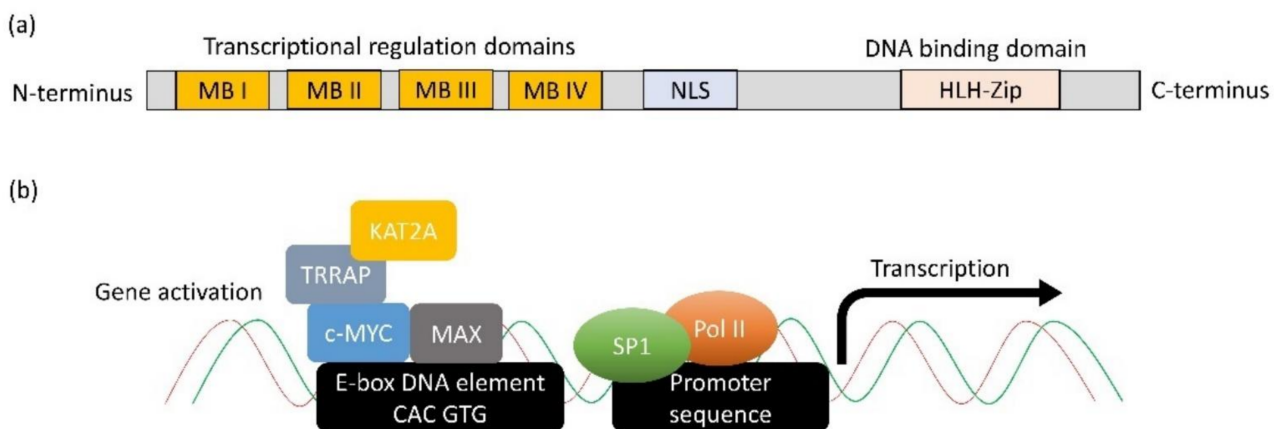 (a)
Transcriptional regulation domains
DNA binding domain
N-terminus
MB I
MB II
MB III
MB IV
NLS
HLH-Zip
C-terminus
(b)
KAT2A
TRRAP
Gene activation
Transcription
c-MYC
MAX
SP1
Pol II
E-box DNA element
CAC GTG
Promoter
sequence